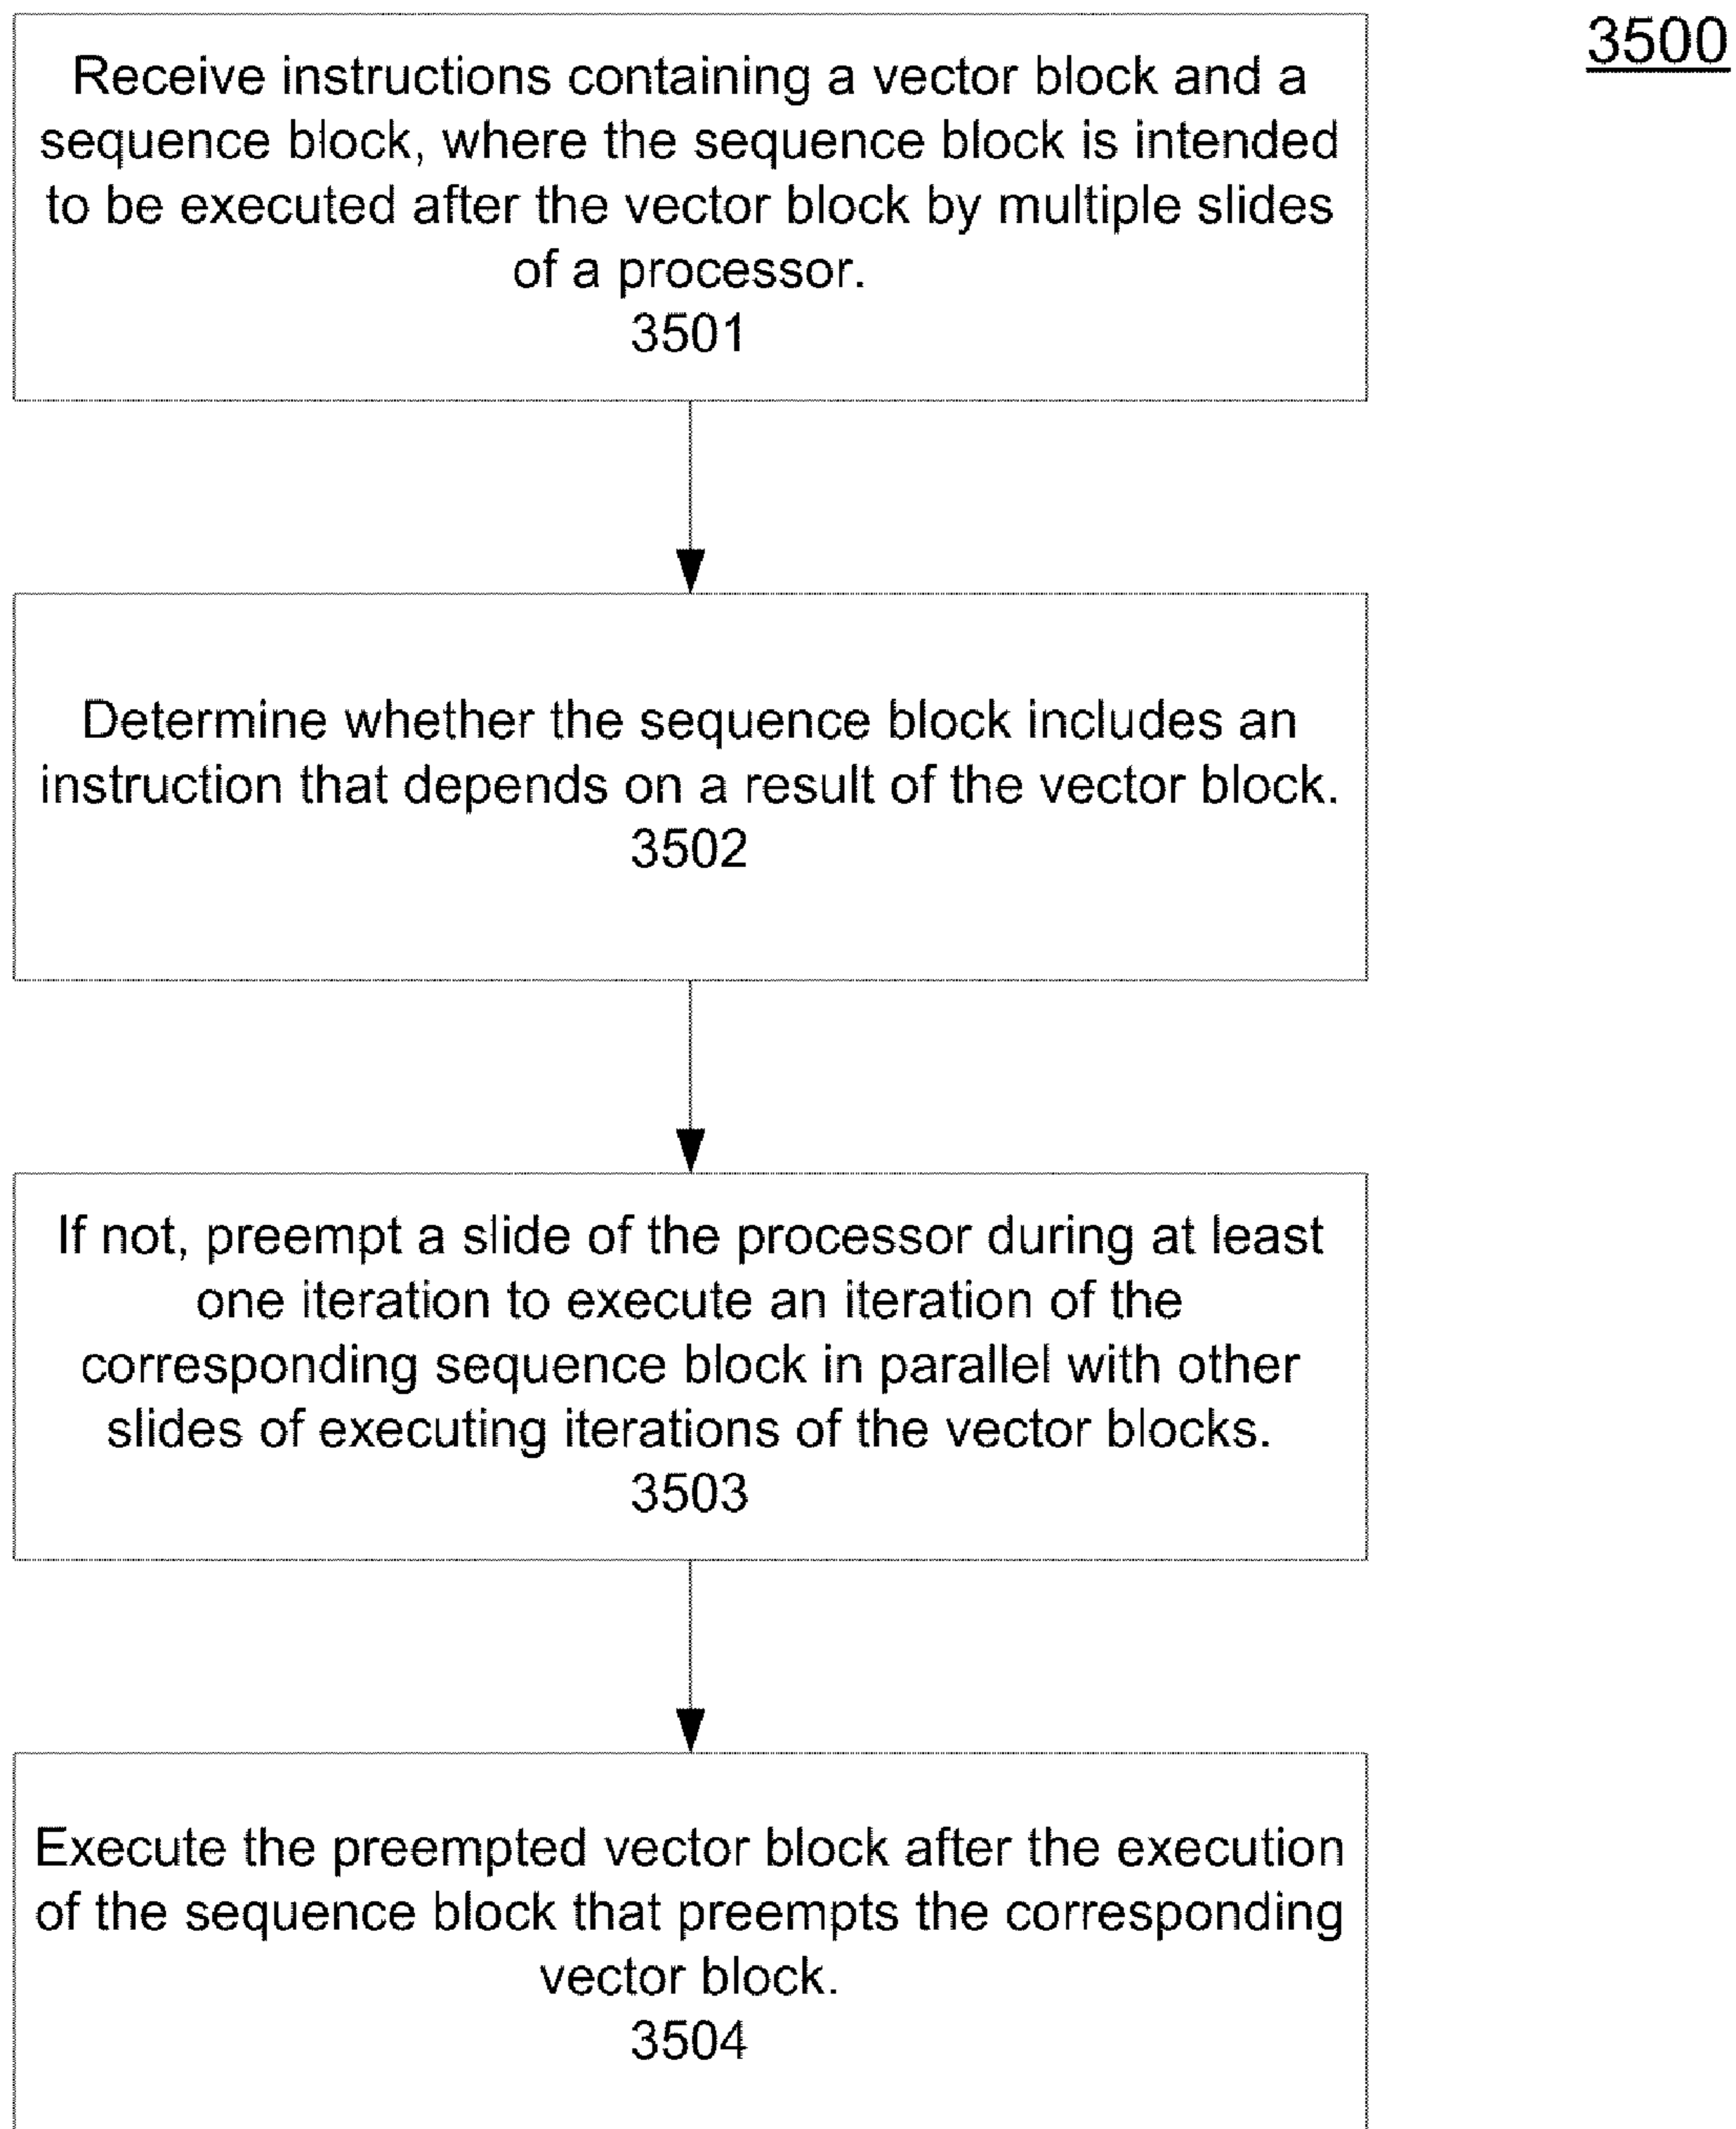 3500
Receive instructions containing a vector block and a
sequence block, where the sequence block is intended
to be executed after the vector block by multiple slides
of a processor.
3501
Determine whether the sequence block includes an
instruction that depends on a result of the vector block.
3502
If not, preempt a slide of the processor during at least
one iteration to execute an iteration of the
corresponding sequence block in parallel with other
slides of executing iterations of the vector blocks.
3503
Execute the preempted vector block after the execution
of the sequence block that preempts the corresponding
vector block.
3504